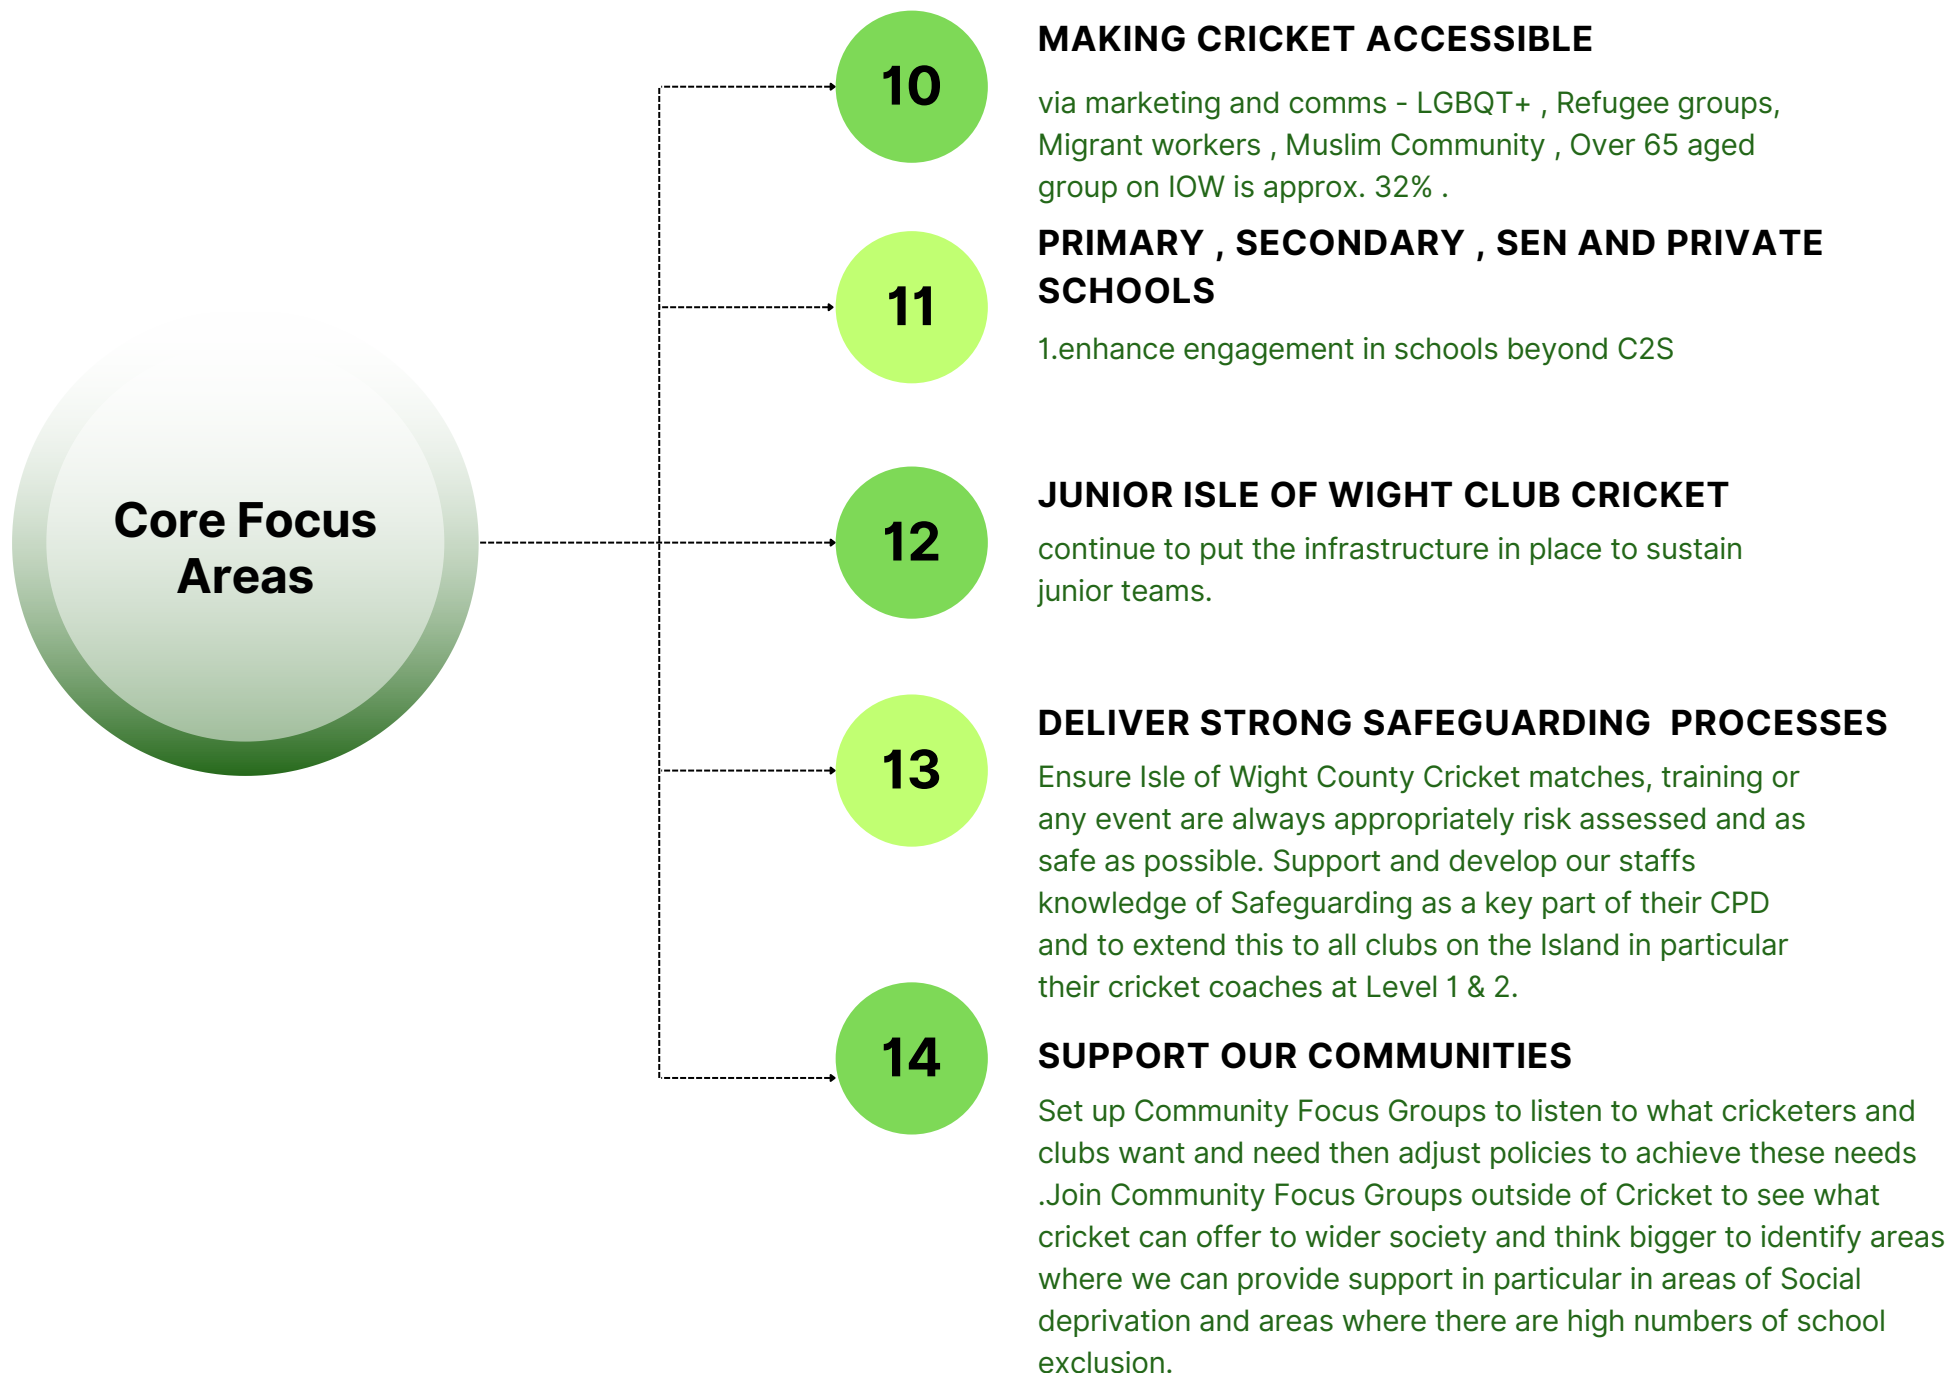 Core Focus
Areas
10
MAKING CRICKET ACCESSIBLE
via marketing and comms - LGBQT+ , Refugee groups,
Migrant workers , Muslim Community , Over 65 aged
group on IOW is approx. 32% .
11
PRIMARY , SECONDARY , SEN AND PRIVATE
SCHOOLS
1.enhance engagement in schools beyond C2S
12
JUNIOR ISLE OF WIGHT CLUB CRICKET
continue to put the infrastructure in place to sustain
junior teams.
13
DELIVER STRONG SAFEGUARDING  PROCESSES
Ensure Isle of Wight County Cricket matches, training or
any event are always appropriately risk assessed and as
safe as possible. Support and develop our staffs
knowledge of Safeguarding as a key part of their CPD
and to extend this to all clubs on the Island in particular
their cricket coaches at Level 1 & 2.
14
SUPPORT OUR COMMUNITIES
Set up Community Focus Groups to listen to what cricketers and
clubs want and need then adjust policies to achieve these needs
.Join Community Focus Groups outside of Cricket to see what
cricket can offer to wider society and think bigger to identify areas
where we can provide support in particular in areas of Social
deprivation and areas where there are high numbers of school
exclusion.